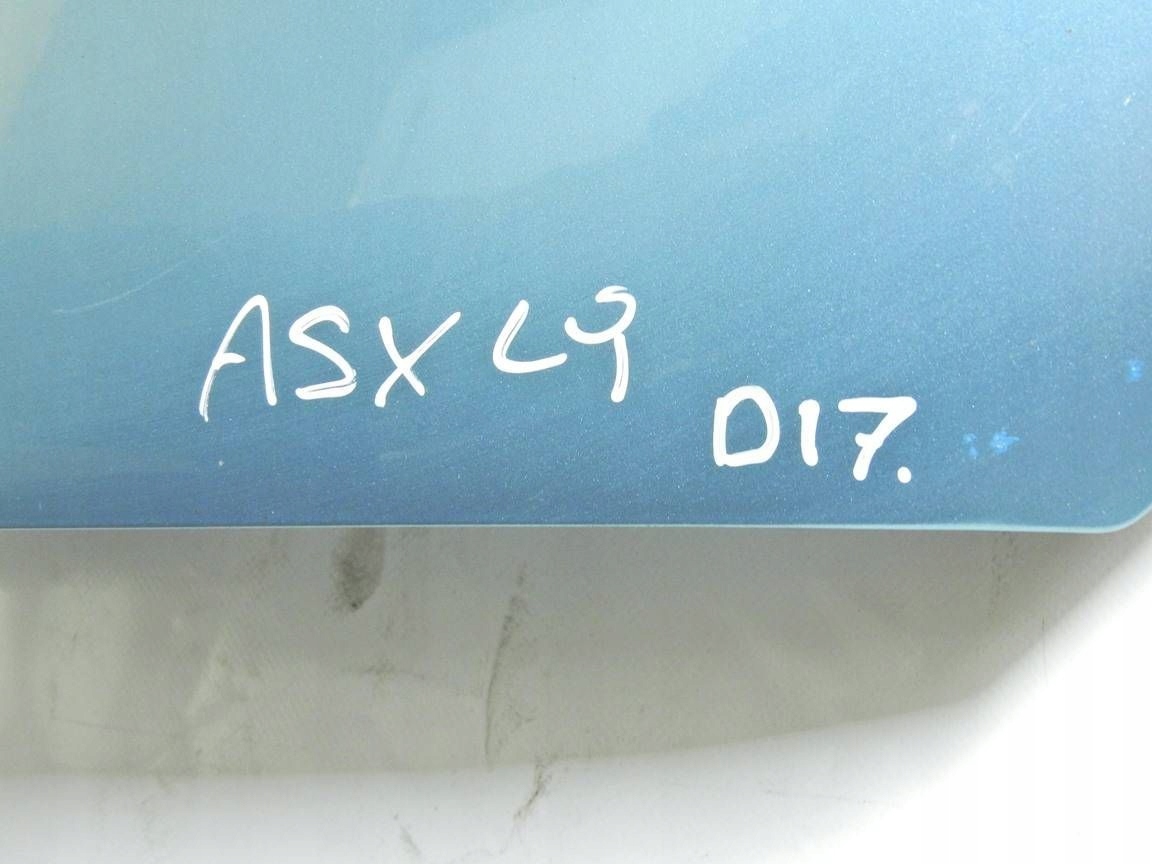 ASX L9
D17.